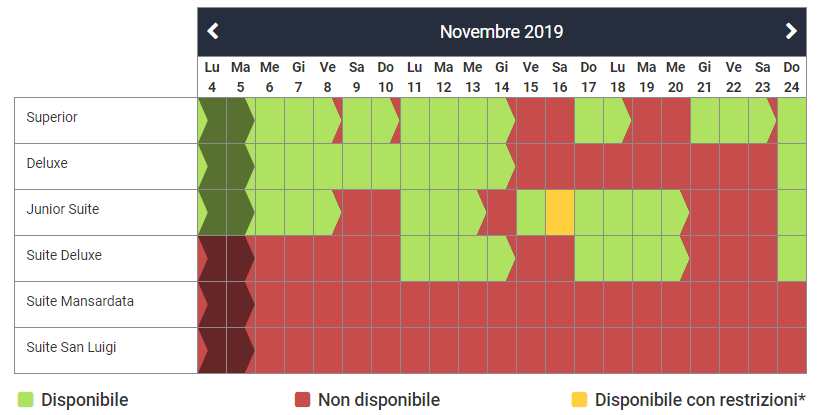 Novembre 2019
Lu Ma Me Gi Ve Sa Do Lu Ma Me Gi Ve Sa Do Lu Ma Me Gi Ve Sa Do
4 5 6 7 8 9 10 11 12 13 14 15 16 17 18 19 20 21 22 23 24
Superior
Deluxe
Junior Suite
Suite Deluxe
Suite Mansardata
Suite San Luigi
Disponibile Non disponibile Disponibile con restrizioni*